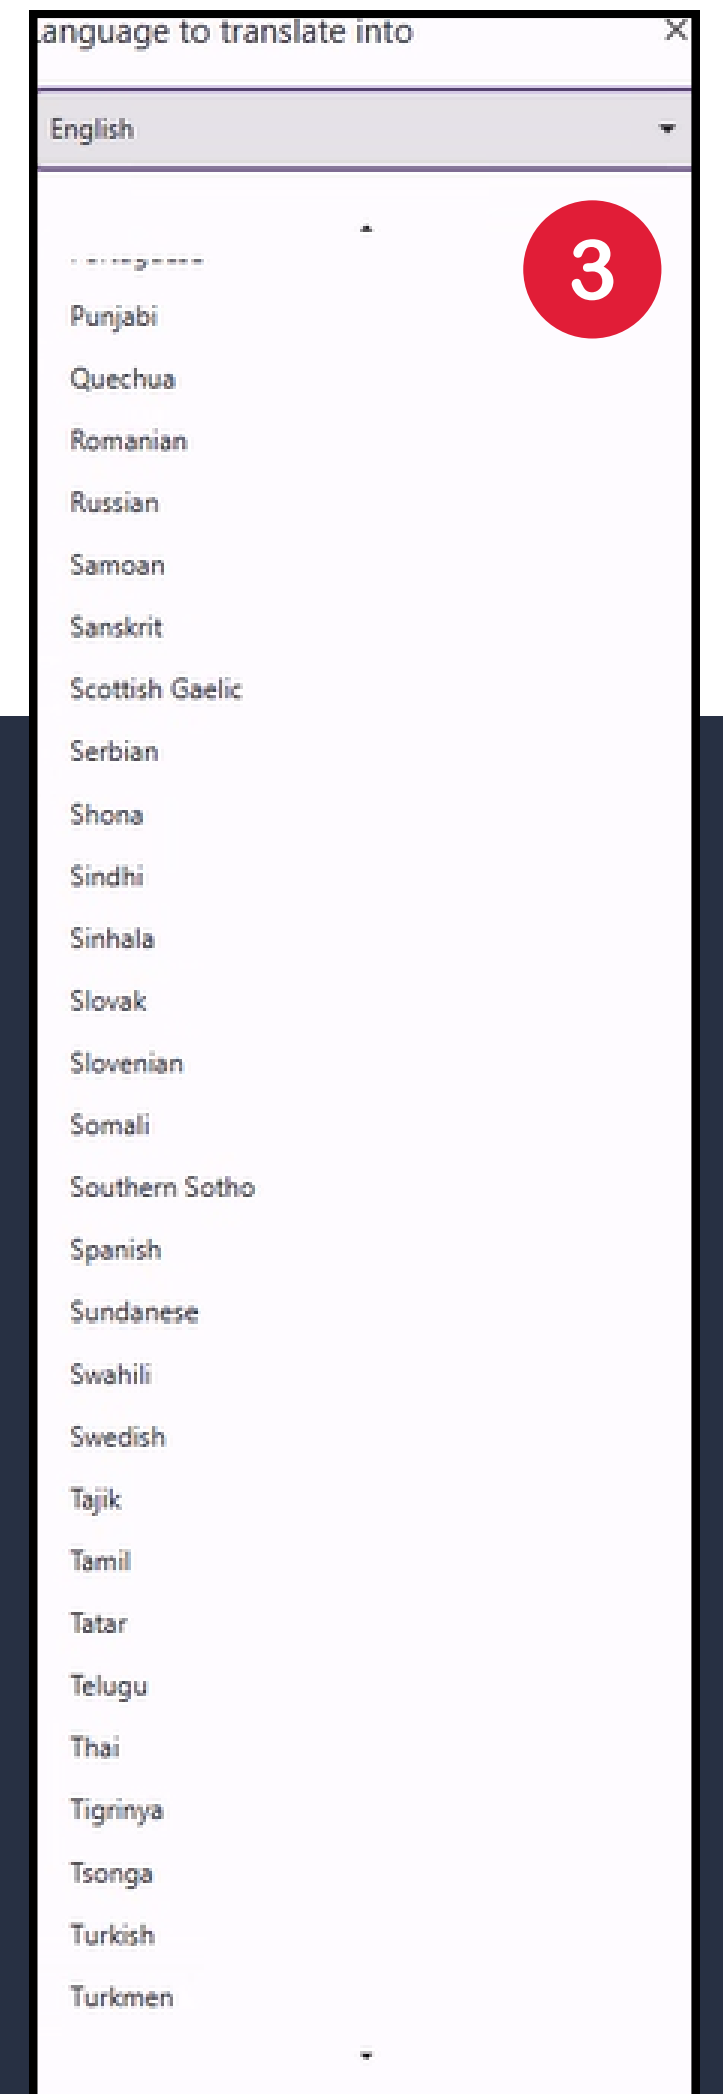 anguage to translate into
English
3
Punjabi
Quechua
Romanian
Russian
Samoan
Sanskrit
Scottish Gaelic
Serbian
Shona
Sindhi
Sinhala
Slovak
Slovenian
Somali
Southern Sotho
Spanish
Sundanese
Swahili
Swedish
Tajik
Tamil
Tatar
Telugu
Thai
Tigrinya
Tsonga
Turkish
Turkmen